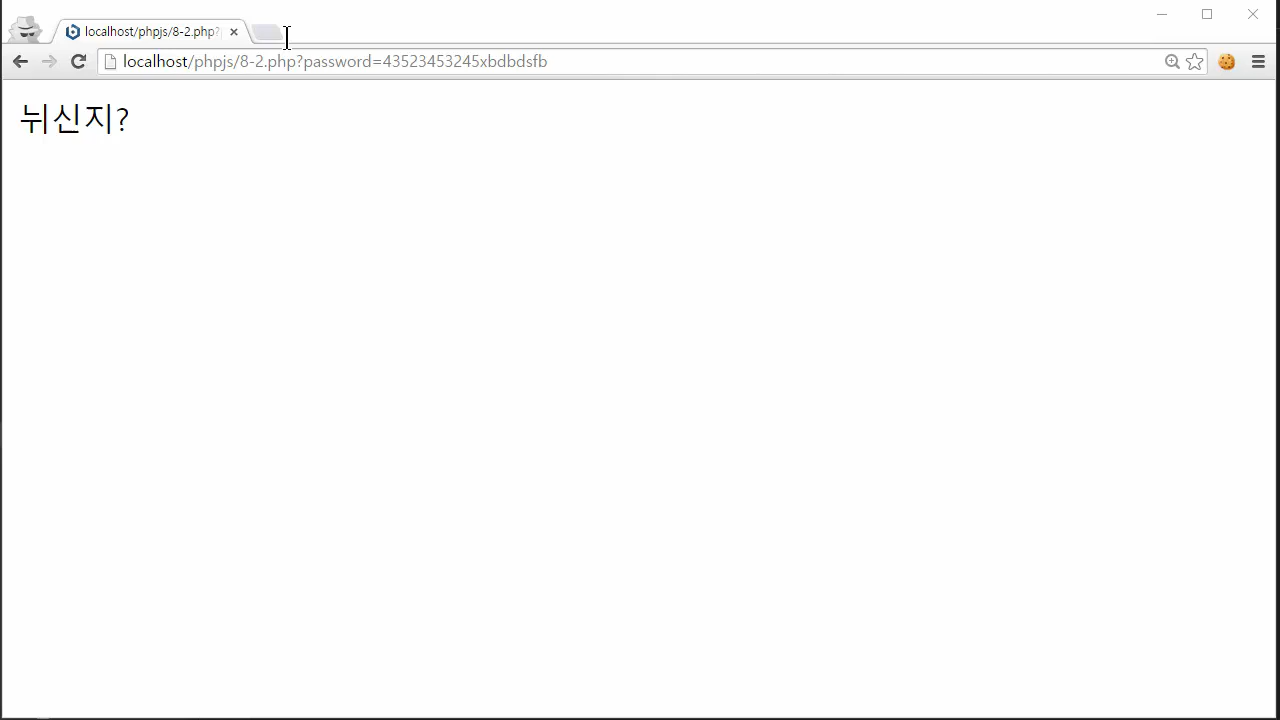 localhost/phpjs/8-2.php?
localhost/phpjs/8-2.php?password=43523453245xbdbdsfb
뉘신지?